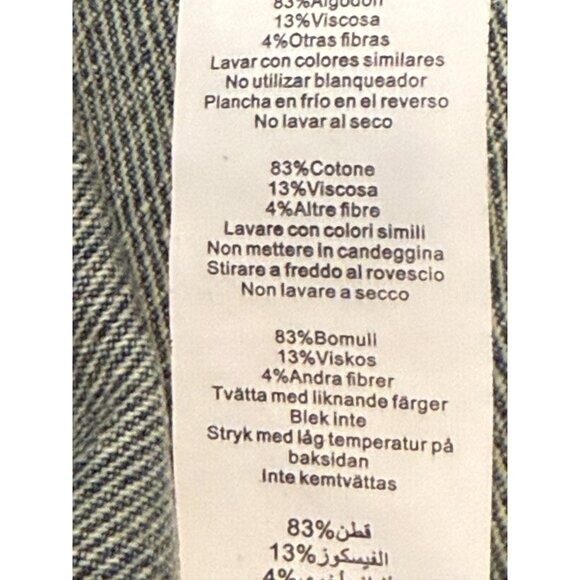 83%Algodón
13%Viscosa
4%Otras fibras
Lavar con colores similares
No utilizar blanqueador
Plancha en frío en el reverso
No lavar al seco
83%Cotone
13%Viscosa
4%Altre fibre
Lavare con colori simili
Non mettere in candeggina
Stirare a freddo al rovescio
Non lavare a secco
83%Bomull
13%Viskos
4%Andra fibrer
Tvätta med liknande färger
Blek inte
Stryk med låg temperatur på
baksidan
Inte kemtvättas
83%قطن
13%الفيسكوز
4%